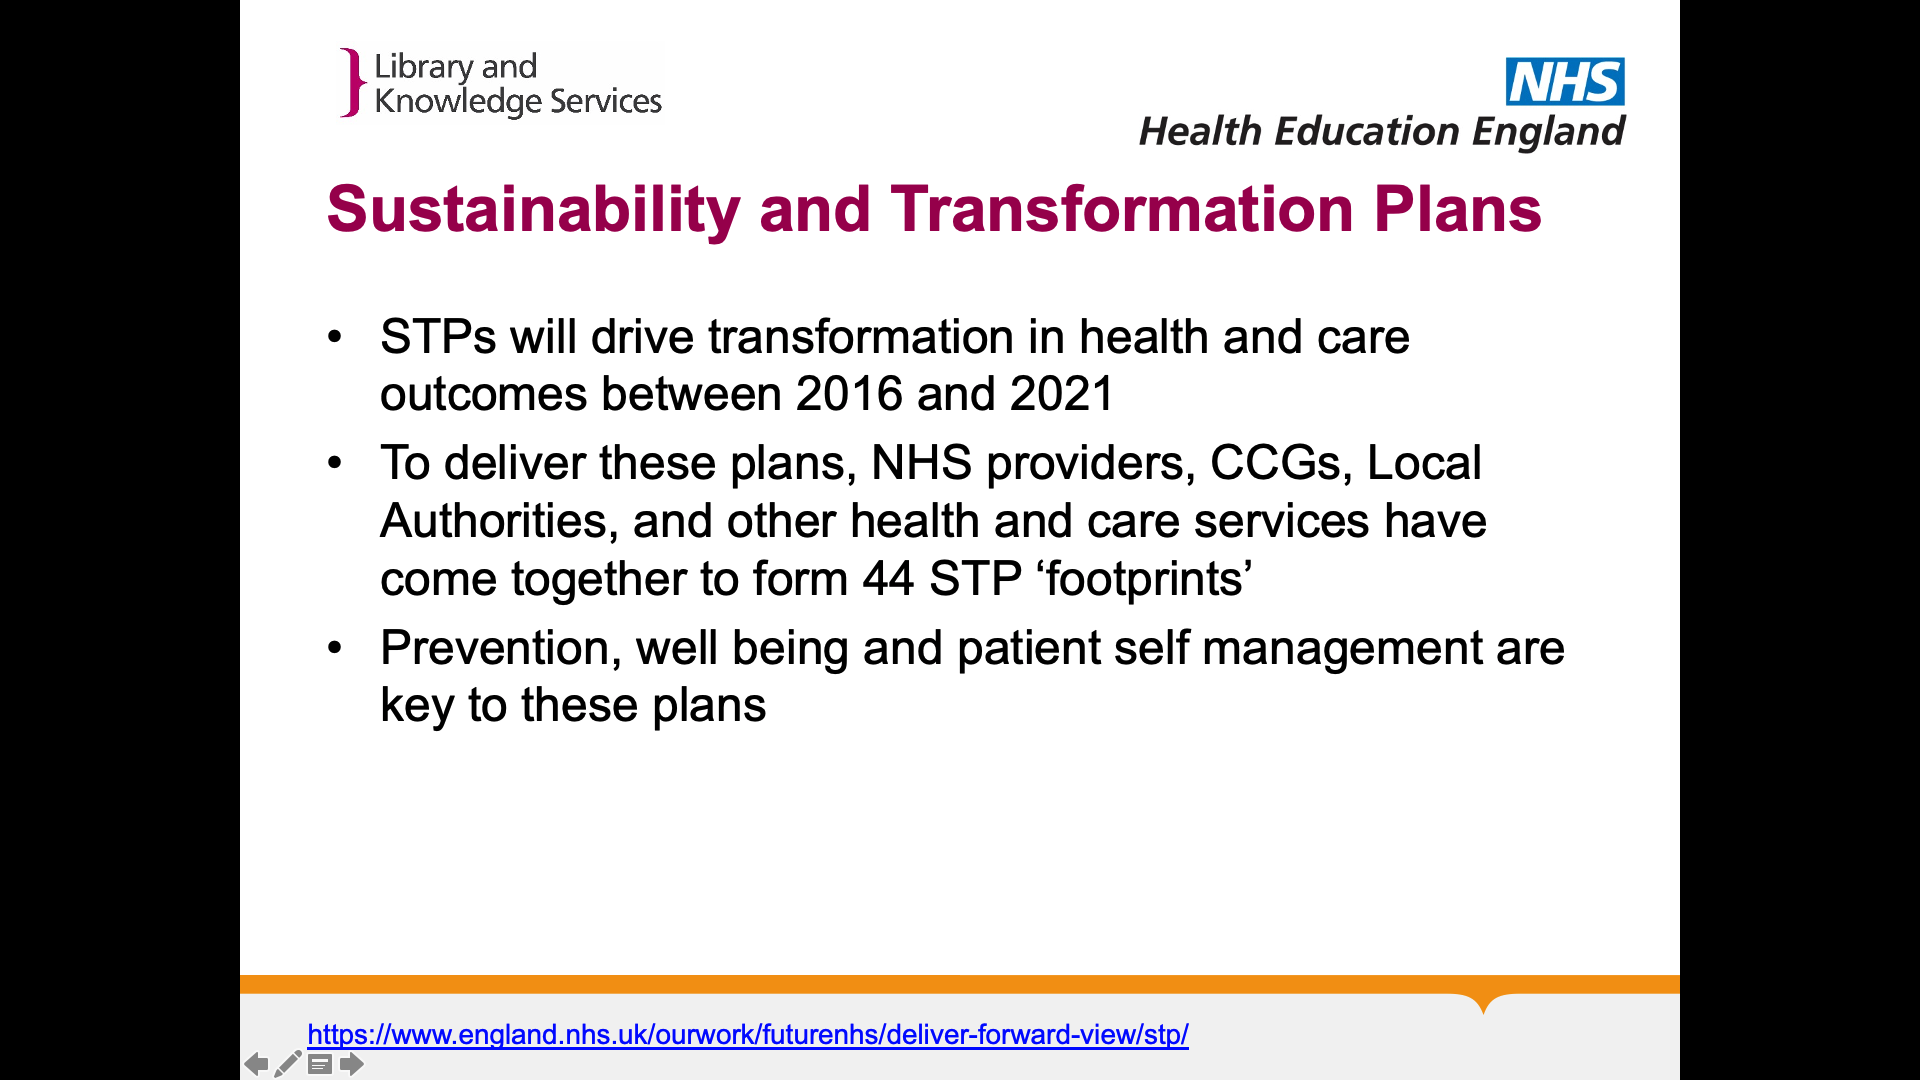 Library and
Knowledge Services
NHS
Health Education England
Sustainability and Transformation Plans
• STPs will drive transformation in health and care
outcomes between 2016 and 2021
• To deliver these plans, NHS providers, CCGs, Local
Authorities, and other health and care services have
come together to form 44 STP ‘footprints’
• Prevention, well being and patient self management are
key to these plans
https://www.england.nhs.uk/ourwork/futurenhs/deliver-forward-view/stp/